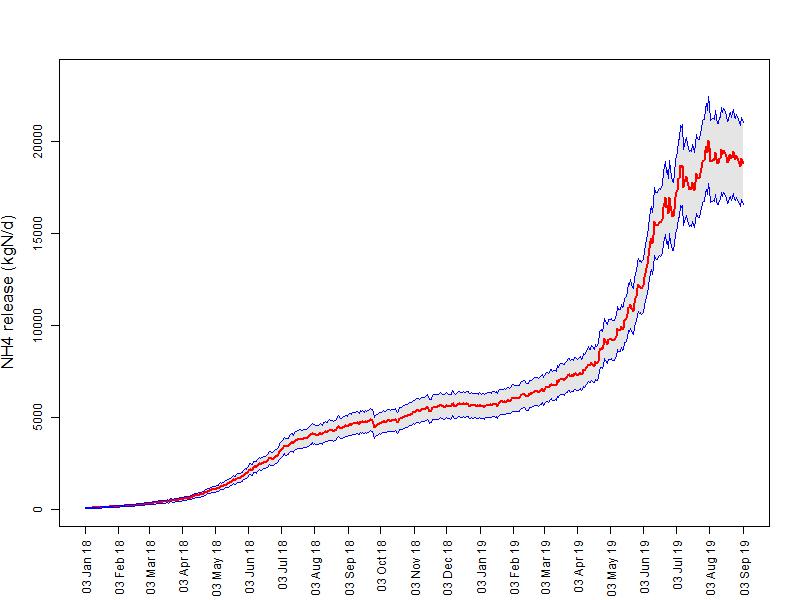 NH4 release (kgN/d)
20000
15000
10000
5000
0
03 Jan 18
03 Feb 18
03 Mar 18
03 Apr 18
03 May 18
03 Jun 18
03 Jul 18
03 Aug 18
03 Sep 18
03 Oct 18
03 Nov 18
03 Dec 18
03 Jan 19
03 Feb 19
03 Mar 19
03 Apr 19
03 May 19
03 Jun 19
03 Jul 19
03 Aug 19
03 Sep 19